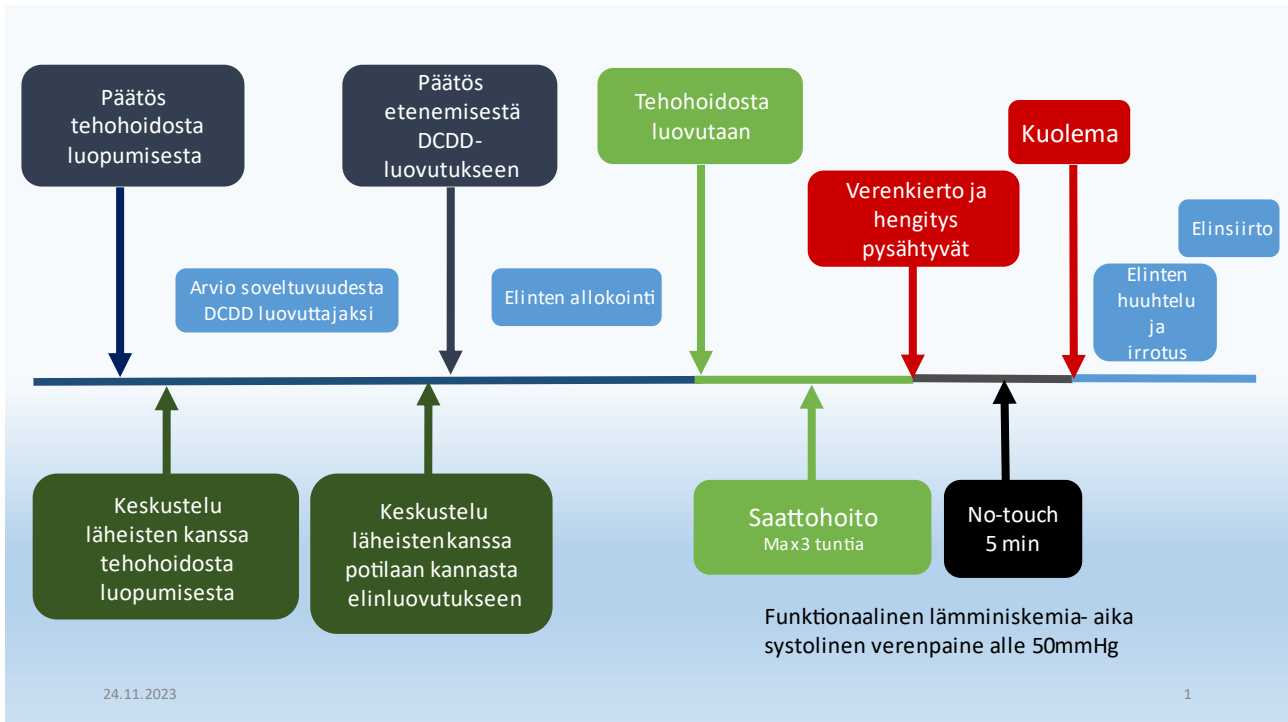 Päätös
tehohoidosta
luopumisesta
Päätös
etenemisestä
DCDD-
luovutukseen
Tehohoidosta
luovutaan
Kuolema
Verenkierto ja
hengitys
pysähtyvät
Elinsiirto
Arvio soveltuvuudesta
DCDD luovuttajaksi
Elinten allokointi
Elinten
huuhtelu
ja
irrotus
Keskustelu
läheisten kanssa
tehohoidosta
luopumisesta
Keskustelu
läheisten kanssa
potilaan kannasta
elinluovutukseen
Saattohoito
Max3 tuntia
No-touch
5 min
Funktionaalinen lämminiskemia- aika
systolinen verenpaine alle 50mmHg
24.11.2023
1